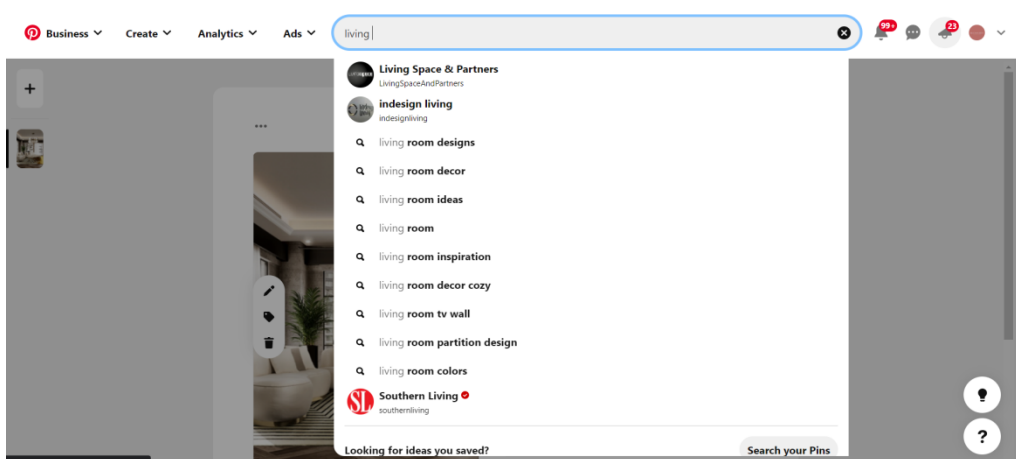 Business Create Analytics Ads living 99+ 23
Living Space & Partners
LivingSpaceAndPartners
indesign living
indesignliving
living room designs
living room decor
living room ideas
living room
living room inspiration
living room decor cozy
living room tv wall
living room partition design
living room colors
SL Southern Living
southernliving
Looking for ideas you saved? Search your Pins
?